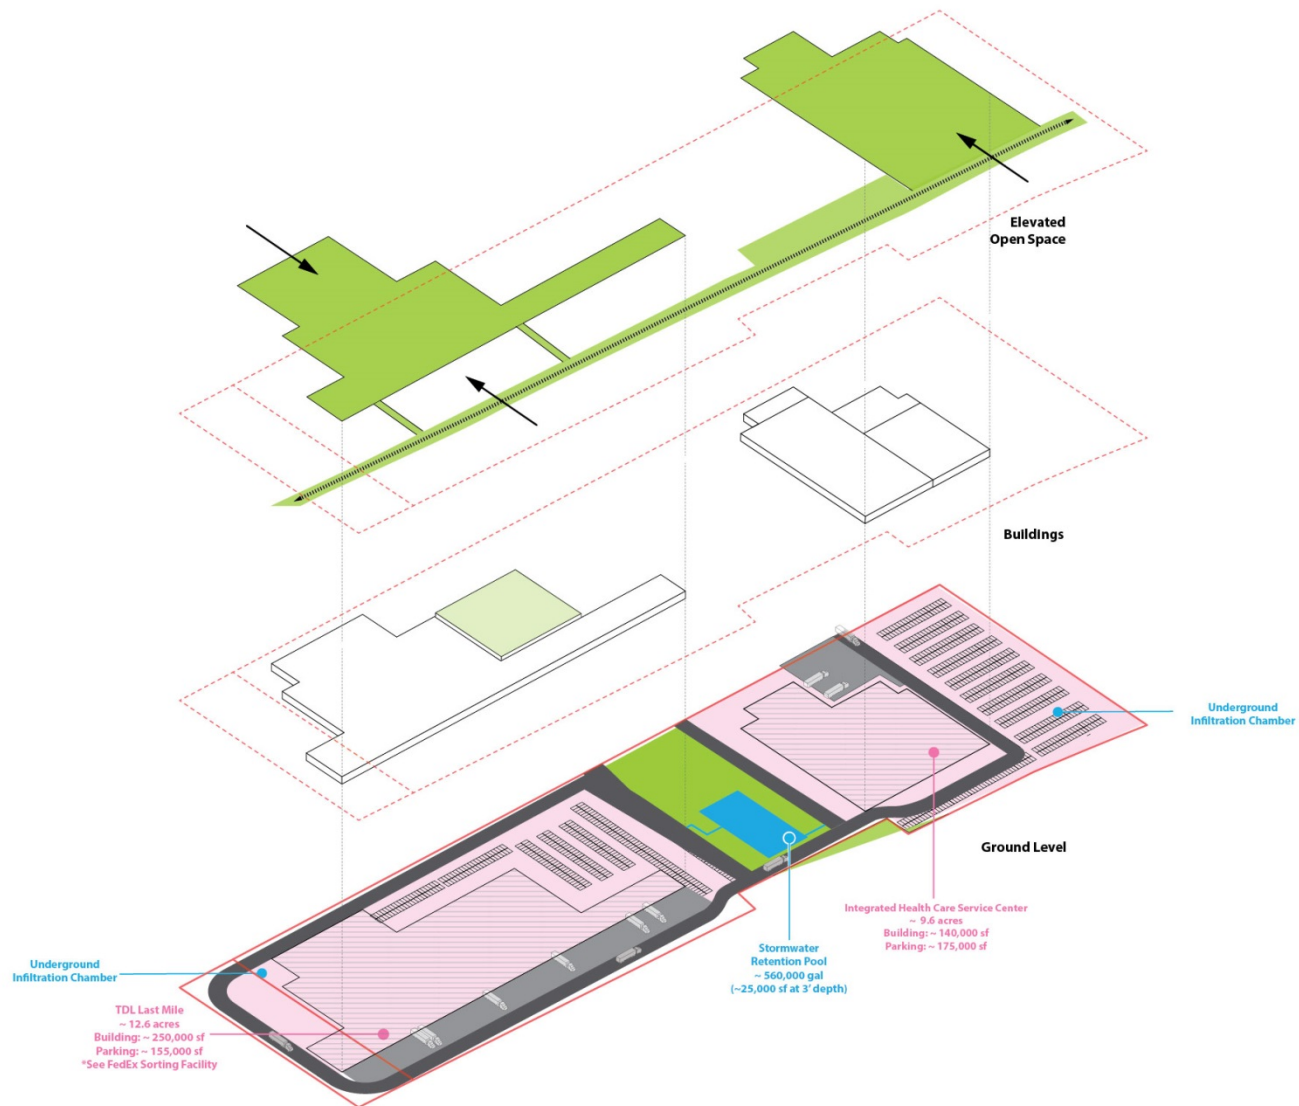 Elevated
Open Space
Buildings
Underground
Infiltration Chamber
Ground Level
Integrated Health Care Service Center
~ 9.6 acres
Building: ~ 140,000 sf
Parking: ~ 175,000 sf
Stormwater
Retention Pool
~ 560,000 gal
(~25,000 sf at 3' depth)
Underground
Infiltration Chamber
TDL Last Mile
~ 12.6 acres
Building: ~ 250,000 sf
Parking: ~ 155,000 sf
*See FedEx Sorting Facility